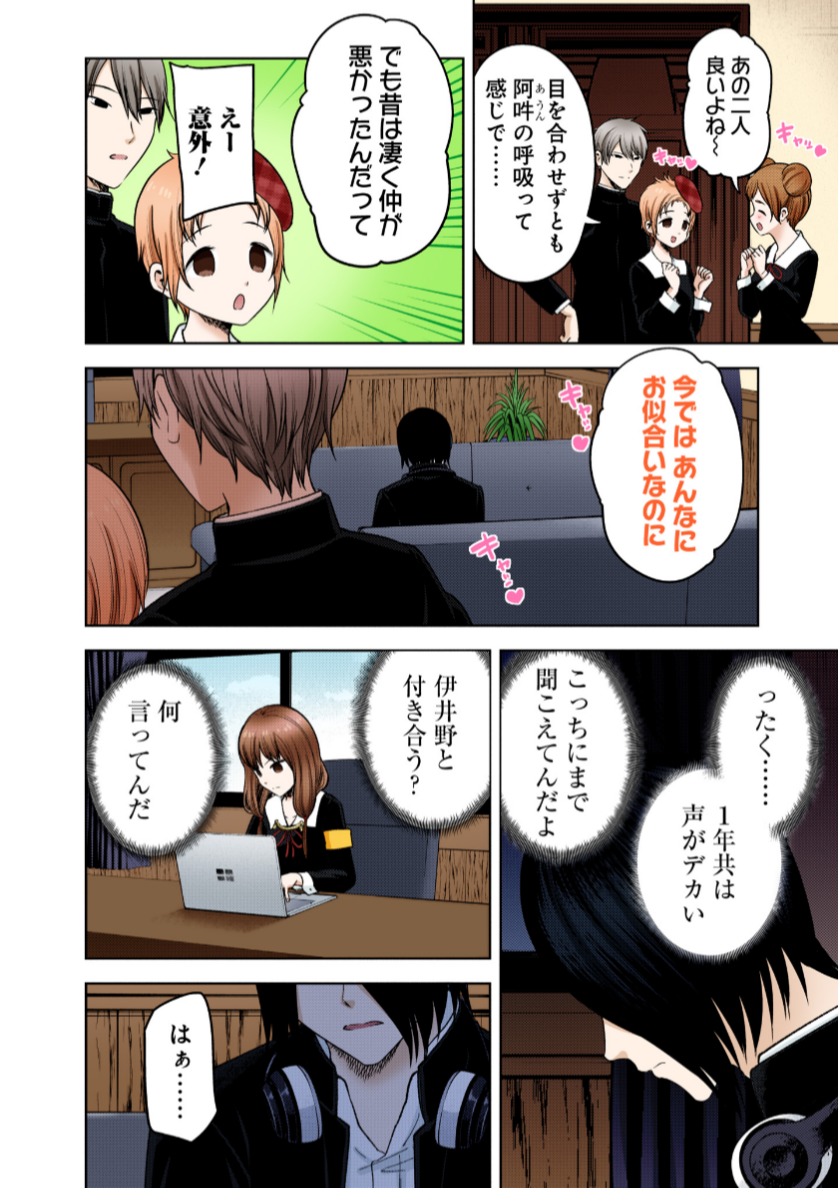 あの二人
良いよね〜
キャッ♥
キャッ♥
目を合わせずとも
阿吽の呼吸って
感じで……
あうん
でも昔は凄く仲が
悪かったんだって
えー
意外！
今では あんなに
お似合いなのに
キャッ♥
キャッ♥
ったく……
１年共は
声がデカい
こっちにまで
聞こえてんだよ
伊井野と
付き合う？
何
言ってんだ
はぁ……